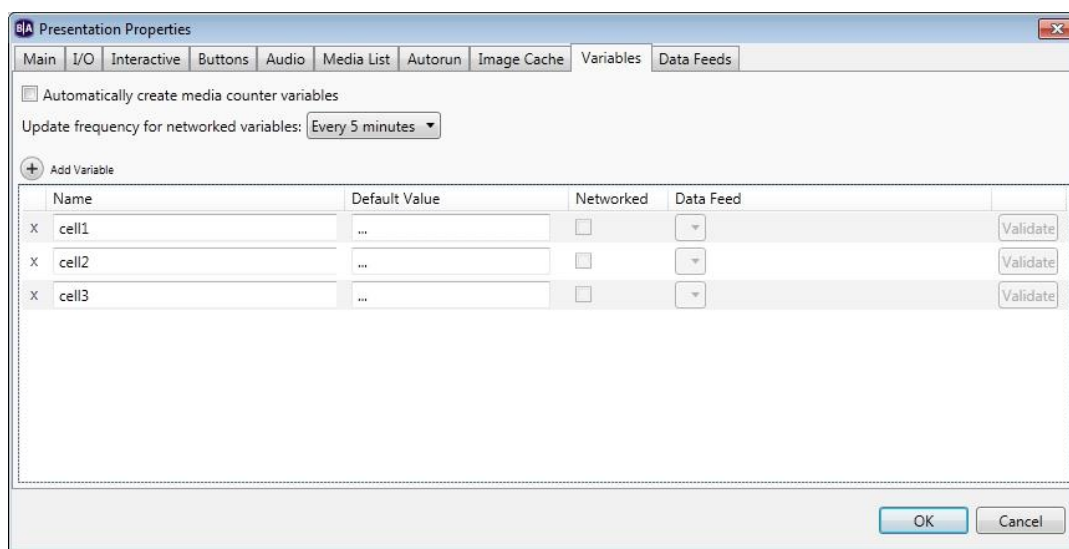 B|A Presentation Properties
Main I/O Interactive Buttons Audio Media List Autorun Image Cache Variables Data Feeds
Automatically create media counter variables
Update frequency for networked variables: Every 5 minutes
+ Add Variable
Name Default Value Networked Data Feed
x cell1 ... Validate
x cell2 ... Validate
x cell3 ... Validate
OK Cancel